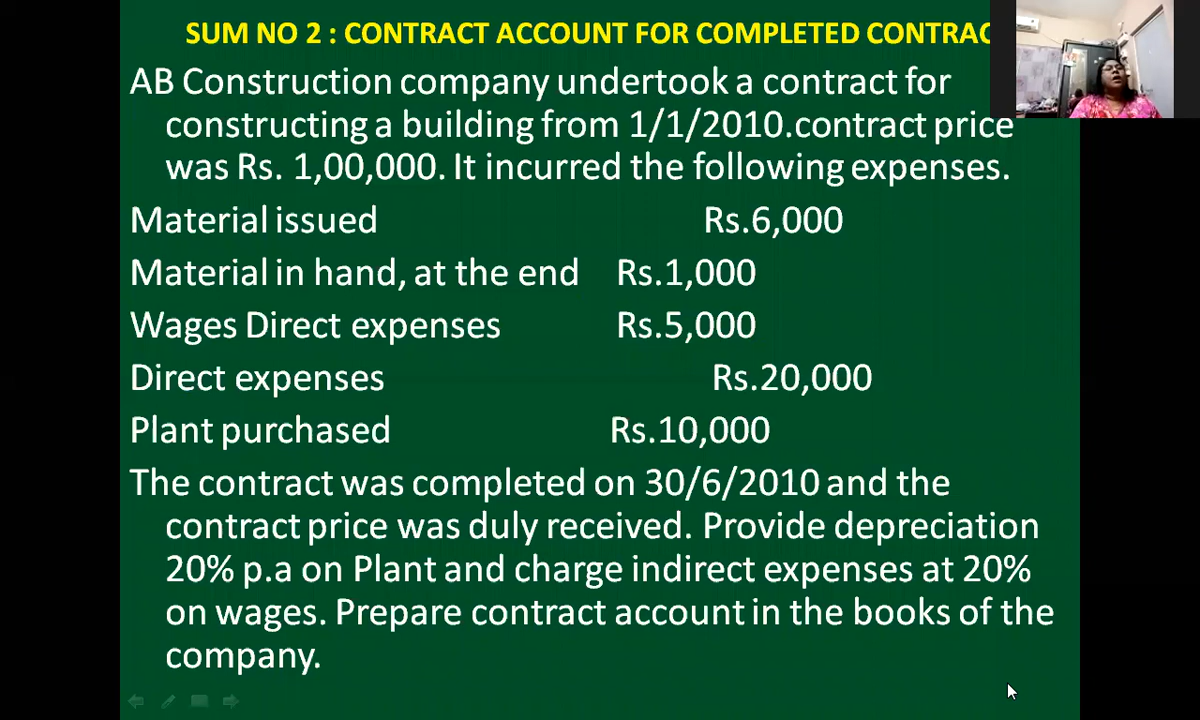 SUM NO 2 : CONTRACT ACCOUNT FOR COMPLETED CONTRAC
AB Construction company undertook a contract for
constructing a building from 1/1/2010.contract price
was Rs. 1,00,000. It incurred the following expenses.
Material issued Rs.6,000
Material in hand, at the end Rs.1,000
Wages Direct expenses Rs.5,000
Direct expenses Rs.20,000
Plant purchased Rs.10,000
The contract was completed on 30/6/2010 and the
contract price was duly received. Provide depreciation
20% p.a on Plant and charge indirect expenses at 20%
on wages. Prepare contract account in the books of the
company.